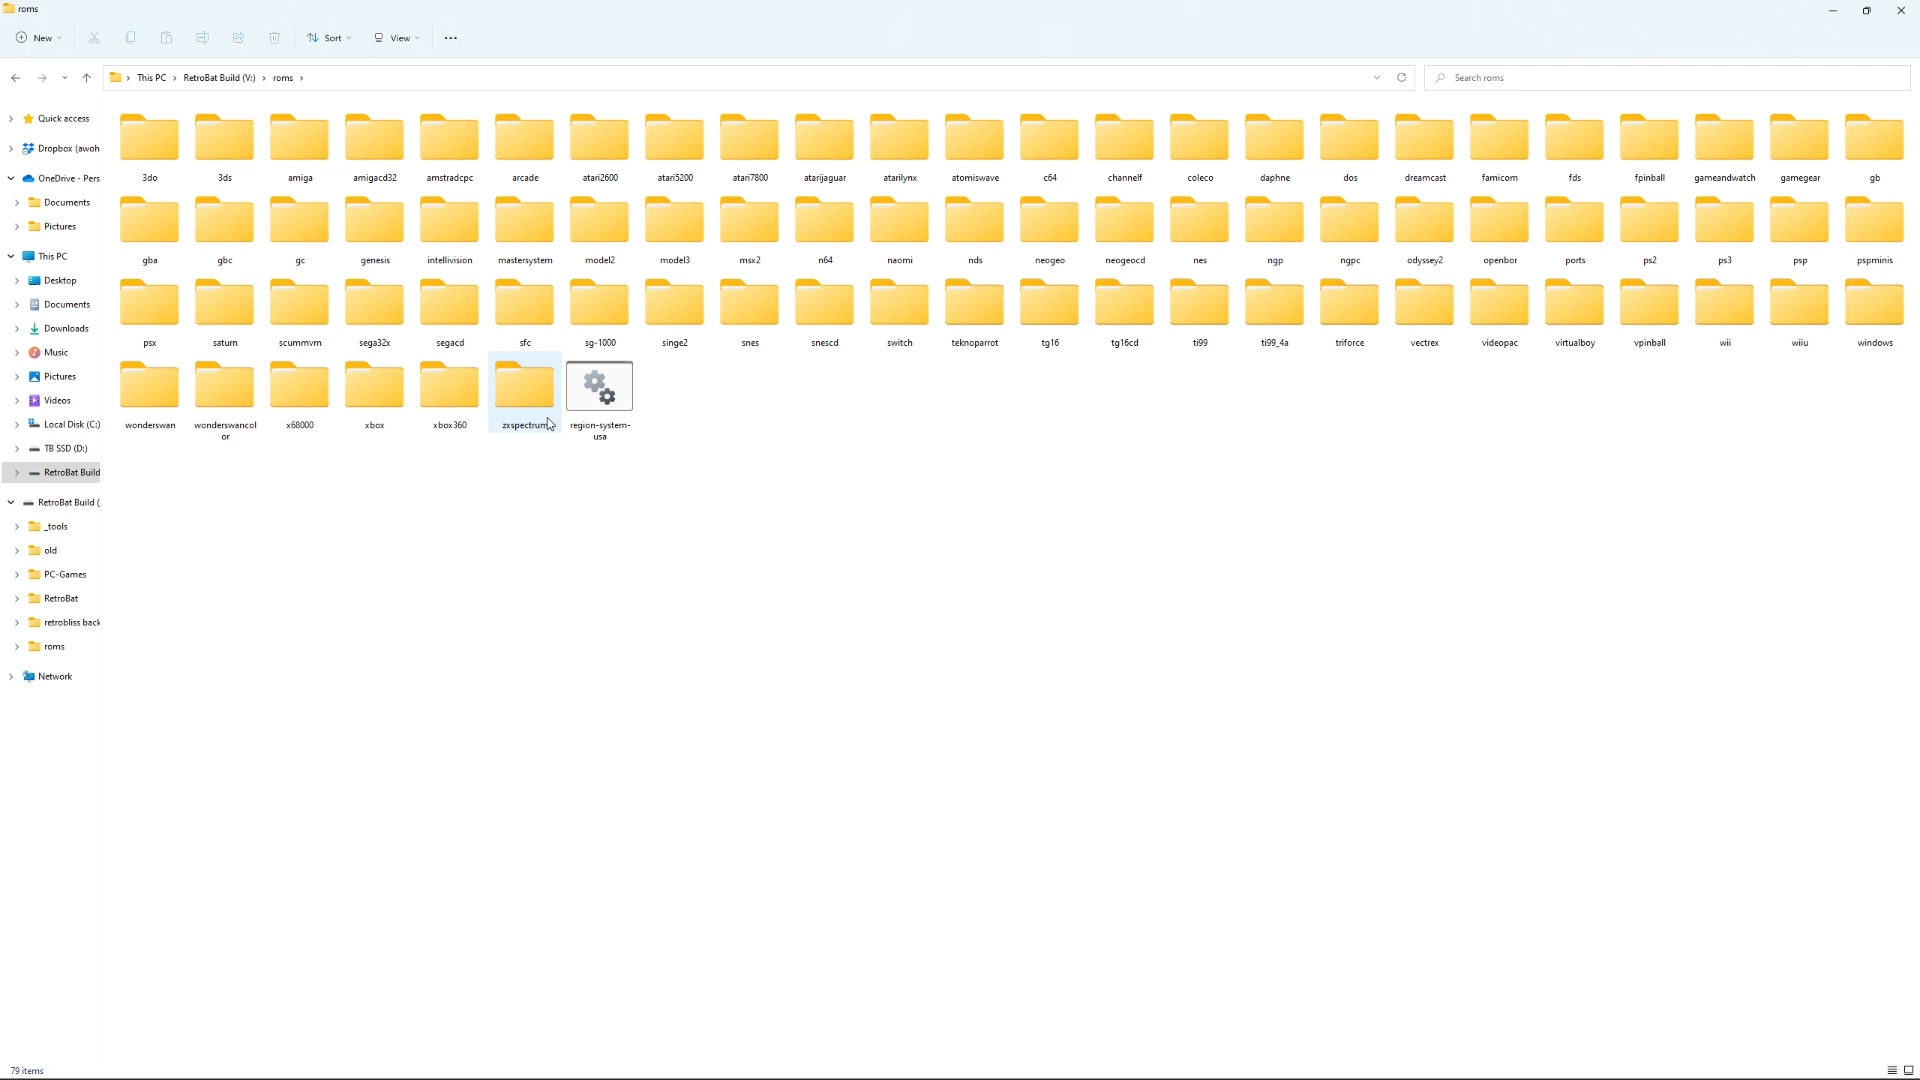 roms
New
Sort
View
This PC > RetroBat Build (V:) > roms >
Search roms
Quick access
Dropbox (awoh
OneDrive - Pers
Documents
Pictures
This PC
Desktop
Documents
Downloads
Music
Pictures
Videos
Local Disk (C:)
TB SSD (D:)
RetroBat Build
RetroBat Build (
_tools
old
PC-Games
RetroBat
retrobliss back
roms
Network
3do 3ds amiga amigacd32 amstradcpc arcade atari2600 atari5200 atari7800 atarijaguar atarilynx atomiswave c64 channelf coleco daphne dos dreamcast famicom fds fpinball gameandwatch gamegear gb
gba gbc gc genesis intellivision mastersystem model2 model3 msx2 n64 naomi nds neogeo neogeocd nes ngp ngpc odyssey2 openbor ports ps2 ps3 psp pspminis
psx saturn scummvm sega32x segacd sfc sg-1000 singe2 snes snescd switch teknoparrot tg16 tg16cd ti99 ti99_4a triforce vectrex videopac virtualboy vpinball wii wiiu windows
wonderswan wonderswancol x68000 xbox xbox360 zxspectrum region-system-
or usa
79 items